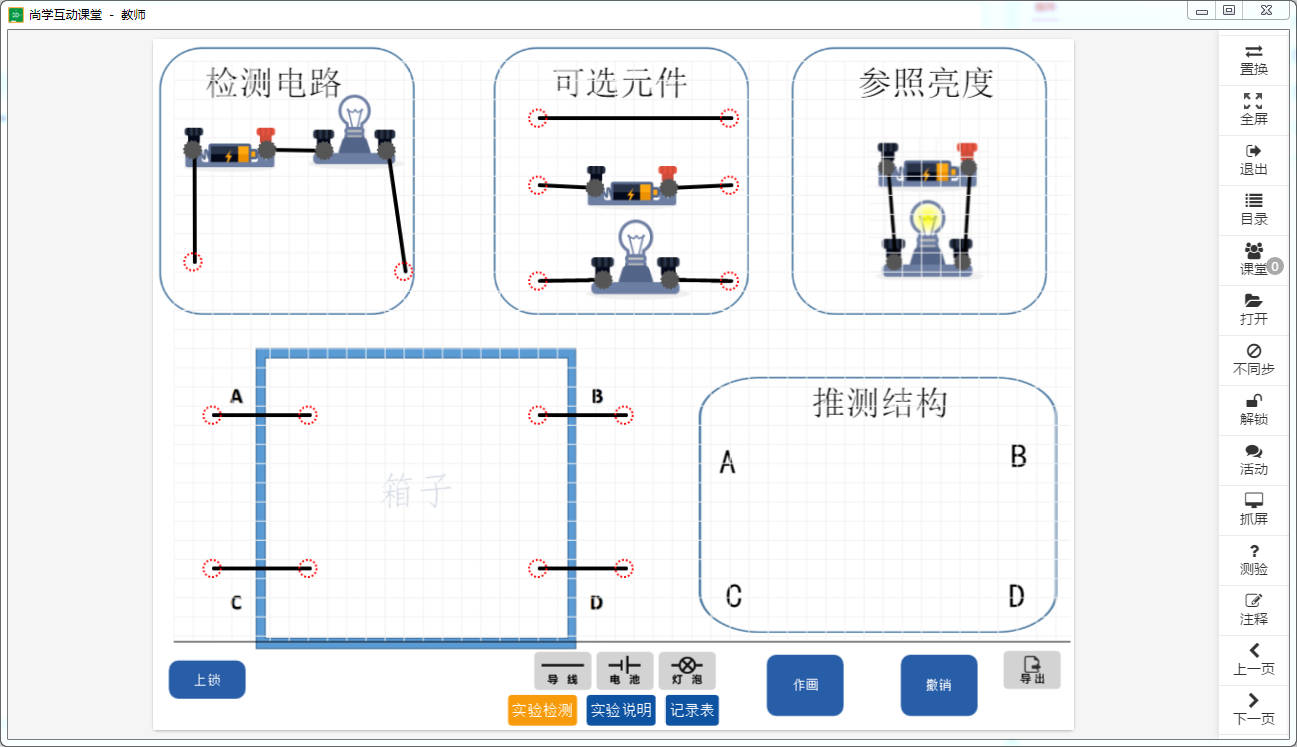 尚学互动课堂 - 教师
检测电路
可选元件
参照亮度
A
B
箱子
C
D
推测结构
A
B
C
D
上锁
导线
电池
灯泡
实验检测
实验说明
记录表
作画
撤销
导出
置换
全屏
退出
目录
课堂 0
打开
不同步
解锁
活动
抓屏
测验
注释
上一页
下一页